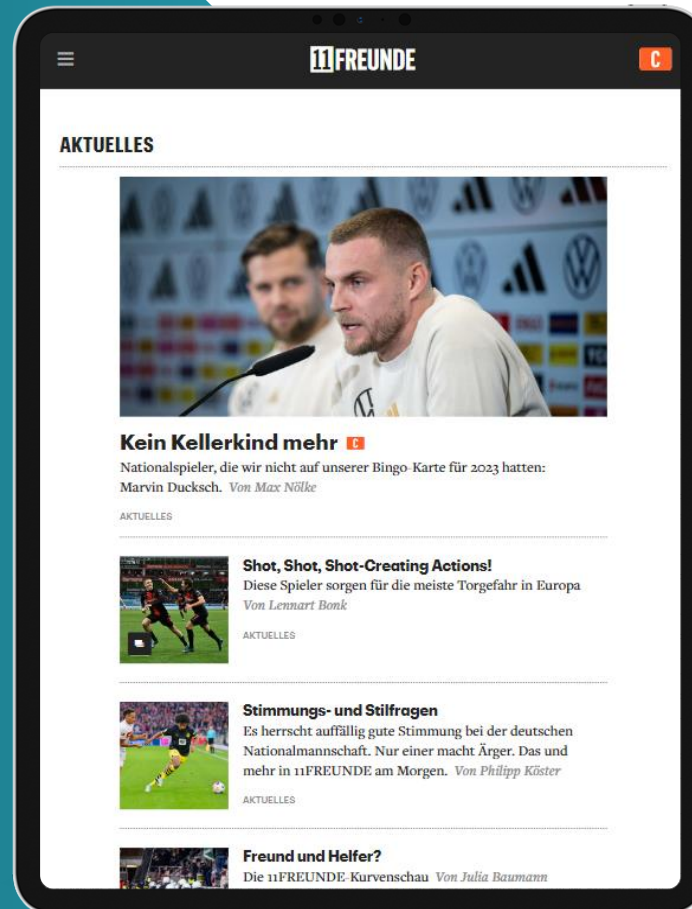 11FREUNDE
C
AKTUELLES
Kein Kellerkind mehr C
Nationalspieler, die wir nicht auf unserer Bingo-Karte für 2023 hatten:
Marvin Ducksch. Von Max Nölke
AKTUELLES
Shot, Shot, Shot-Creating Actions!
Diese Spieler sorgen für die meiste Torgefahr in Europa
Von Lennart Bonk
AKTUELLES
Stimmungs- und Stilfragen
Es herrscht auffällig gute Stimmung bei der deutschen
Nationalmannschaft. Nur einer macht Ärger. Das und
mehr in 11FREUNDE am Morgen. Von Philipp Köster
AKTUELLES
Freund und Helfer?
Die 11FREUNDE-Kurvenschau Von Julia Baumann